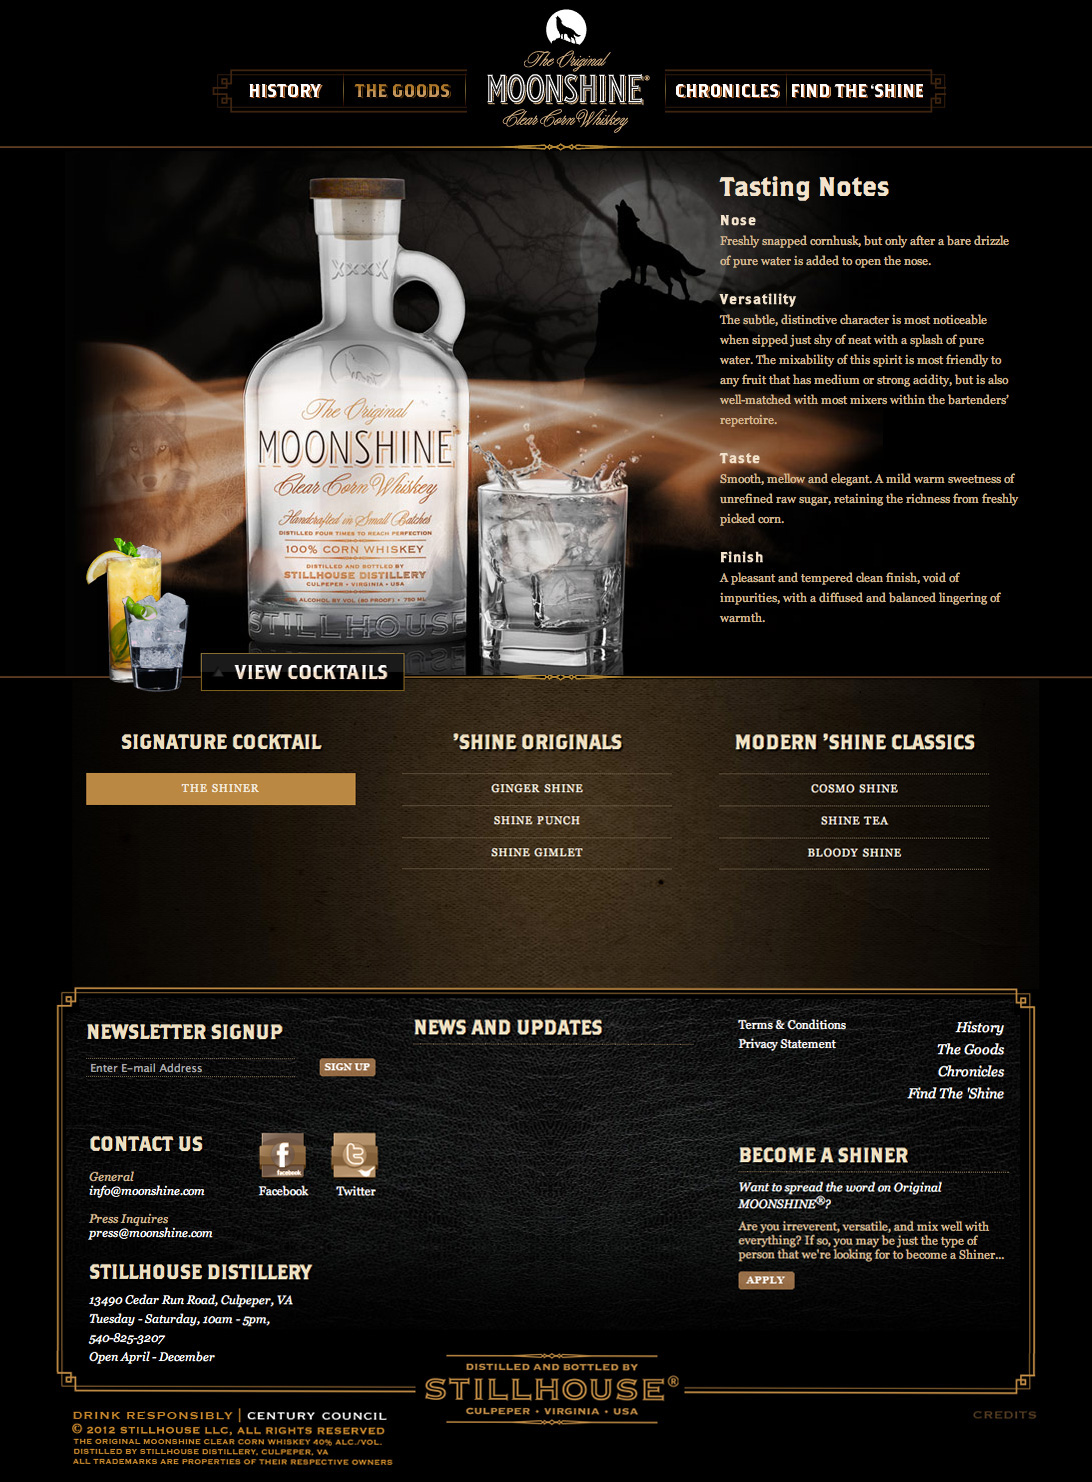 HISTORY
THE GOODS
The Original
MOONSHINE®
Clear Corn Whiskey
CHRONICLES
FIND THE ‘SHINE
Tasting Notes
Nose
Freshly snapped cornhusk, but only after a bare drizzle
of pure water is added to open the nose.
Versatility
The subtle, distinctive character is most noticeable
when sipped just shy of neat with a splash of pure
water. The mixability of this spirit is most friendly to
any fruit that has medium or strong acidity, but is also
well-matched with most mixers within the bartenders'
repertoire.
Taste
Smooth, mellow and elegant. A mild warm sweetness of
unrefined raw sugar, retaining the richness from freshly
picked corn.
Finish
A pleasant and tempered clean finish, void of
impurities, with a diffused and balanced lingering of
warmth.
XXXX
The Original
MOONSHINE
Clear Corn Whiskey
Handcrafted in Small Batches
DISTILLED FOUR TIMES TO REACH PERFECTION
100% CORN WHISKEY
DISTILLED AND BOTTLED BY
STILLHOUSE DISTILLERY
CULPEPER • VIRGINIA • USA
ALCOHOL BY VOL (80 PROOF) • 750 ML
STILLHOUSE
VIEW COCKTAILS
SIGNATURE COCKTAIL
THE SHINER
’SHINE ORIGINALS
GINGER SHINE
SHINE PUNCH
SHINE GIMLET
MODERN ’SHINE CLASSICS
COSMO SHINE
SHINE TEA
BLOODY SHINE
NEWSLETTER SIGNUP
Enter E-mail Address
SIGN UP
CONTACT US
General
info@moonshine.com
Press Inquires
press@moonshine.com
facebook
Facebook
Twitter
STILLHOUSE DISTILLERY
13490 Cedar Run Road, Culpeper, VA
Tuesday - Saturday, 10am - 5pm,
540-825-3207
Open April - December
NEWS AND UPDATES
Terms & Conditions
Privacy Statement
History
The Goods
Chronicles
Find The 'Shine
BECOME A SHINER
Want to spread the word on Original
MOONSHINE®?
Are you irreverent, versatile, and mix well with
everything? If so, you may be just the type of
person that we're looking for to become a Shiner...
APPLY
DISTILLED AND BOTTLED BY
STILLHOUSE®
CULPEPER • VIRGINIA • USA
DRINK RESPONSIBLY | CENTURY COUNCIL
© 2012 STILLHOUSE LLC, ALL RIGHTS RESERVED
THE ORIGINAL MOONSHINE CLEAR CORN WHISKEY 40% ALC./VOL.
DISTILLED BY STILLHOUSE DISTILLERY, CULPEPER, VA
ALL TRADEMARKS ARE PROPERTIES OF THEIR RESPECTIVE OWNERS
CREDITS